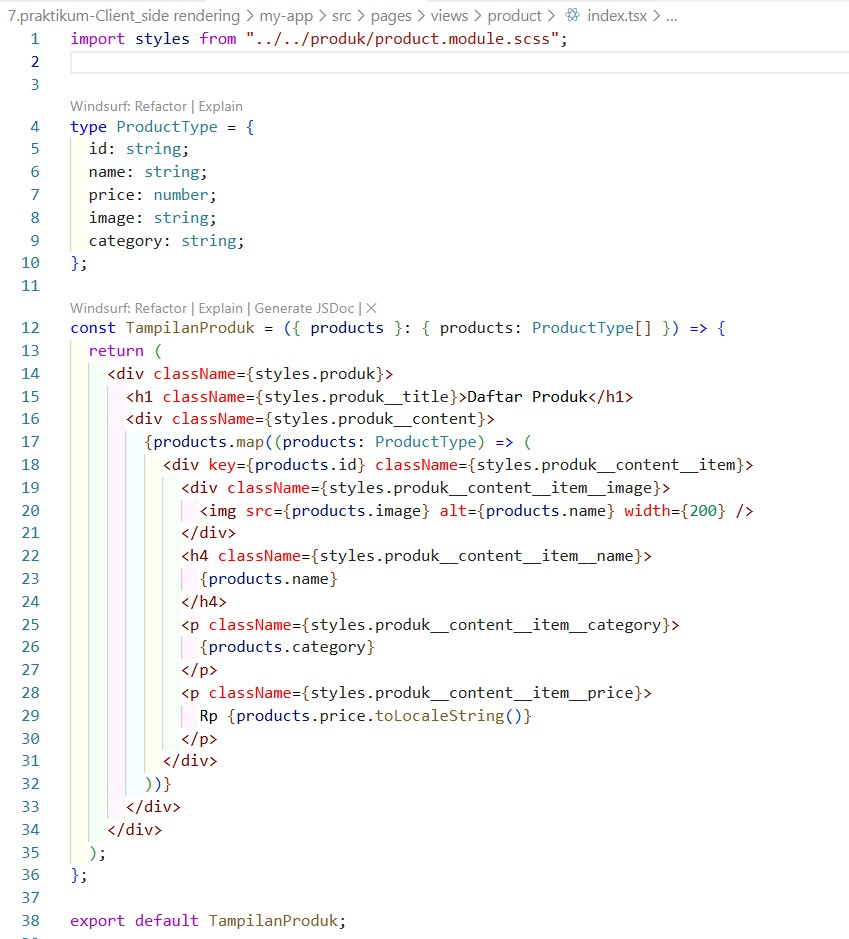 7.praktikum-Client_side rendering > my-app > src > pages > views > product > index.tsx > ...
1 import styles from "../../produk/product.module.scss";
2
3
Windsurf: Refactor | Explain
4 type ProductType = {
5   id: string;
6   name: string;
7   price: number;
8   image: string;
9   category: string;
10 };
11
Windsurf: Refactor | Explain | Generate JSDoc | ×
12 const TampilanProduk = ({ products }: { products: ProductType[] }) => {
13   return (
14     <div className={styles.produk}>
15       <h1 className={styles.produk__title}>Daftar Produk</h1>
16       <div className={styles.produk__content}>
17         {products.map((products: ProductType) => (
18           <div key={products.id} className={styles.produk__content__item}>
19             <div className={styles.produk__content__item__image}>
20               <img src={products.image} alt={products.name} width={200} />
21             </div>
22             <h4 className={styles.produk__content__item__name}>
23               {products.name}
24             </h4>
25             <p className={styles.produk__content__item__category}>
26               {products.category}
27             </p>
28             <p className={styles.produk__content__item__price}>
29               Rp {products.price.toLocaleString()}
30             </p>
31           </div>
32         ))}
33       </div>
34     </div>
35   );
36 };
37
38 export default TampilanProduk;